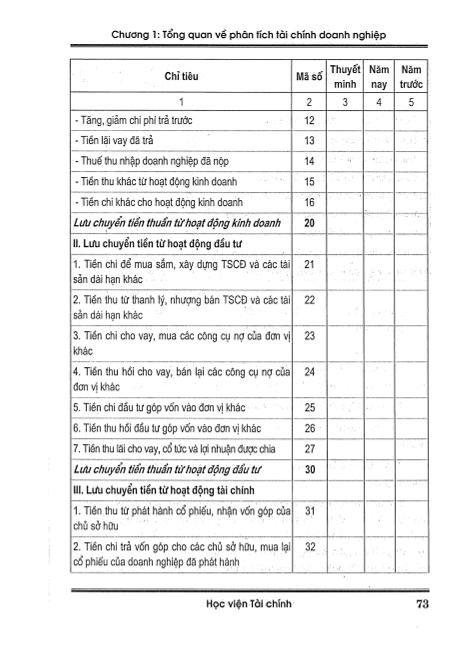 Chương 1: Tổng quan về phân tích tài chính doanh nghiệp
Chỉ tiêu Mã số Thuyết minh Năm nay Năm trước
1 2 3 4 5
- Tăng, giảm chi phí trả trước 12
- Tiền lãi vay đã trả 13
- Thuế thu nhập doanh nghiệp đã nộp 14
- Tiền thu khác từ hoạt động kinh doanh 15
- Tiền chi khác cho hoạt động kinh doanh 16
Lưu chuyển tiền thuần từ hoạt động kinh doanh 20
II. Lưu chuyển tiền từ hoạt động đầu tư
1. Tiền chi để mua sắm, xây dựng TSCĐ và các tài 21
sản dài hạn khác
2. Tiền thu từ thanh lý, nhượng bán TSCĐ và các tài 22
sản dài hạn khác
3. Tiền chi cho vay, mua các công cụ nợ của đơn vị 23
khác
4. Tiền thu hồi cho vay, bán lại các công cụ nợ của 24
đơn vị khác
5. Tiền chi đầu tư góp vốn vào đơn vị khác 25
6. Tiền thu hồi đầu tư góp vốn vào đơn vị khác 26
7. Tiền thu lãi cho vay, cổ tức và lợi nhuận được chia 27
Lưu chuyển tiền thuần từ hoạt động đầu tư 30
III. Lưu chuyển tiền từ hoạt động tài chính
1. Tiền thu từ phát hành cổ phiếu, nhận vốn góp của 31
chủ sở hữu
2. Tiền chi trả vốn góp cho các chủ sở hữu, mua lại 32
cổ phiếu của doanh nghiệp đã phát hành
Học viện Tài chính 73